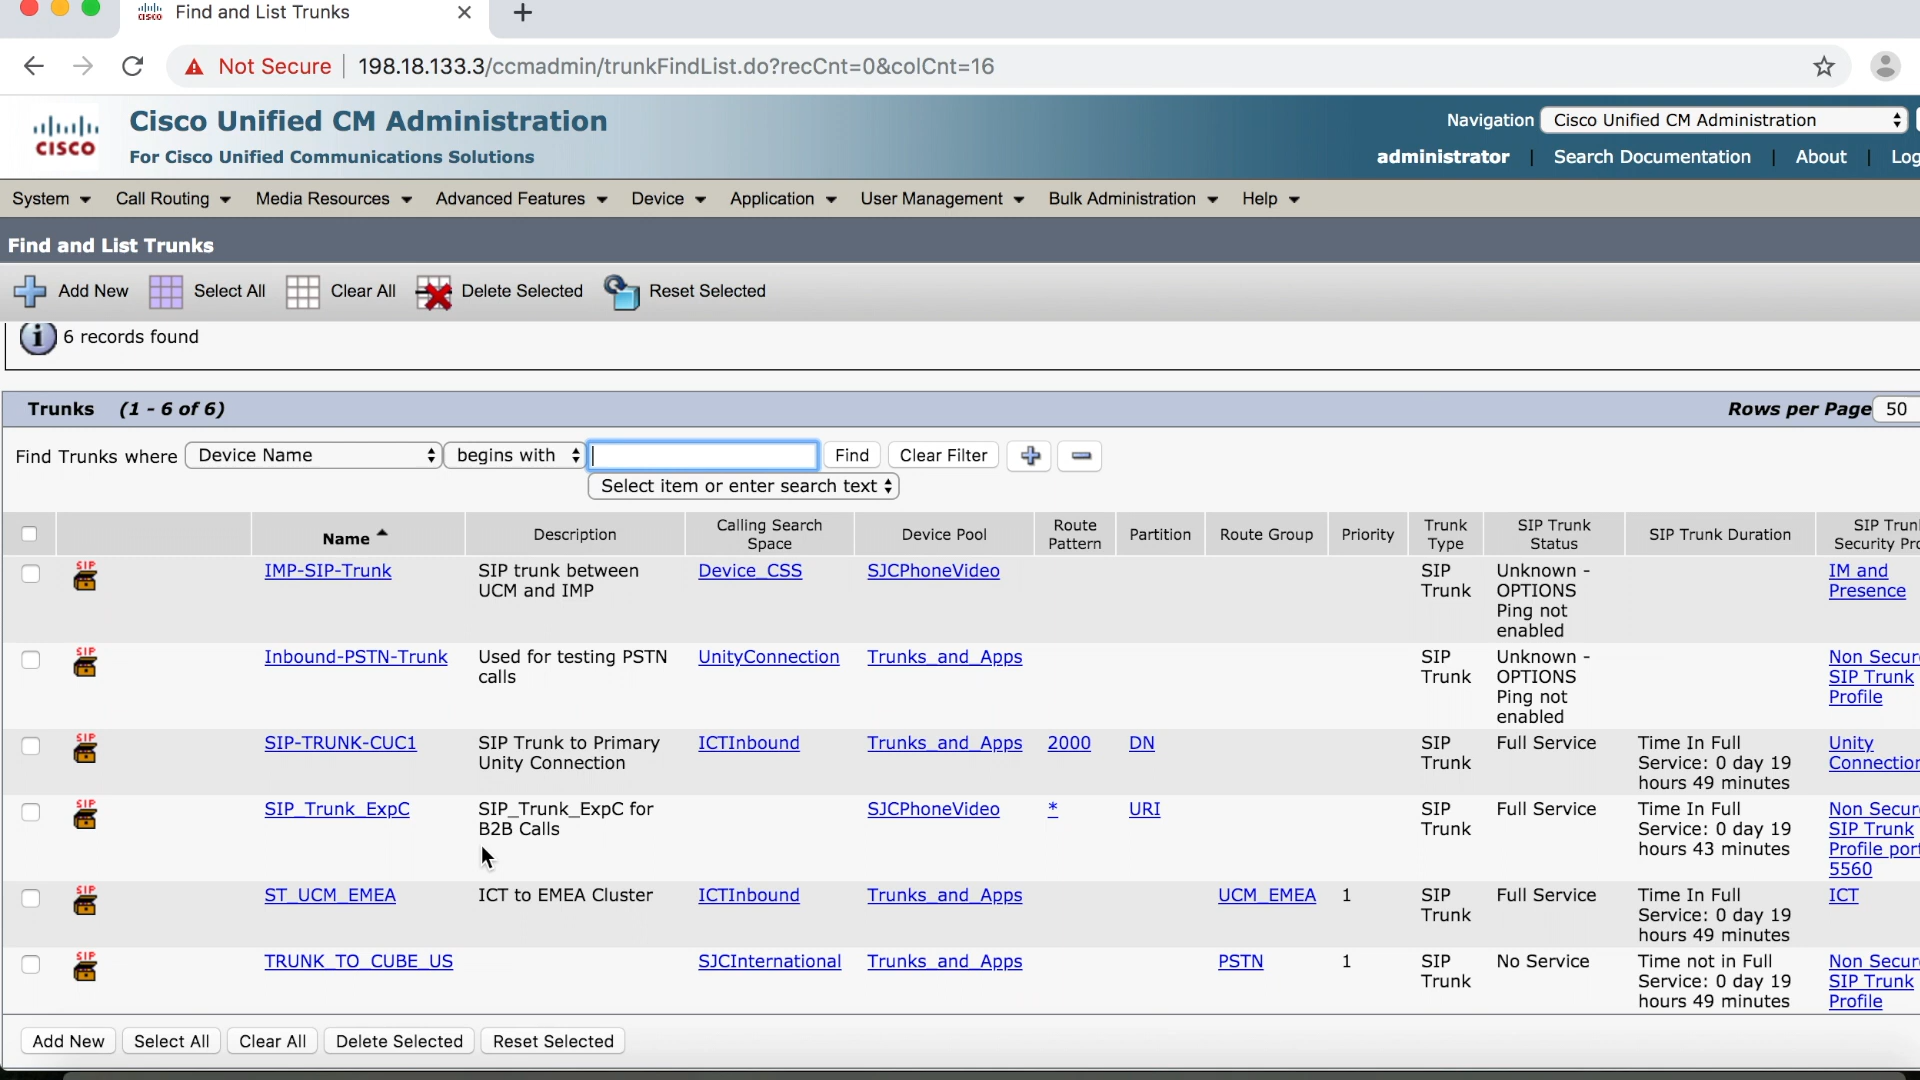 Find and List Trunks
Not Secure 198.18.133.3/ccmadmin/trunkFindList.do?recCnt=0&colCnt=16
CISCO
Cisco Unified CM Administration
For Cisco Unified Communications Solutions
Navigation Cisco Unified CM Administration
administrator | Search Documentation | About | Log
System Call Routing Media Resources Advanced Features Device Application User Management Bulk Administration Help
Find and List Trunks
Add New Select All Clear All Delete Selected Reset Selected
6 records found
Trunks (1 - 6 of 6) Rows per Page 50
Find Trunks where Device Name begins with Find Clear Filter
Select item or enter search text
Name Description Calling Search Space Device Pool Route Pattern Partition Route Group Priority Trunk Type SIP Trunk Status SIP Trunk Duration SIP Trunk Security Pro
SIP IMP-SIP-Trunk SIP trunk between UCM and IMP Device_CSS SJCPhoneVideo SIP Trunk Unknown - OPTIONS Ping not enabled IM and Presence
SIP Inbound-PSTN-Trunk Used for testing PSTN calls UnityConnection Trunks_and_Apps SIP Trunk Unknown - OPTIONS Ping not enabled Non Secure SIP Trunk Profile
SIP SIP-TRUNK-CUC1 SIP Trunk to Primary Unity Connection ICTInbound Trunks_and_Apps 2000 DN SIP Trunk Full Service Time In Full Service: 0 day 19 hours 49 minutes Unity Connection
SIP SIP_Trunk_ExpC SIP_Trunk_ExpC for B2B Calls SJCPhoneVideo * URI SIP Trunk Full Service Time In Full Service: 0 day 19 hours 43 minutes Non Secure SIP Trunk Profile port 5560
SIP ST_UCM_EMEA ICT to EMEA Cluster ICTInbound Trunks_and_Apps UCM_EMEA 1 SIP Trunk Full Service Time In Full Service: 0 day 19 hours 49 minutes ICT
SIP TRUNK_TO_CUBE_US SJCInternational Trunks_and_Apps PSTN 1 SIP Trunk No Service Time not in Full Service: 0 day 19 hours 49 minutes Non Secure SIP Trunk Profile
Add New Select All Clear All Delete Selected Reset Selected